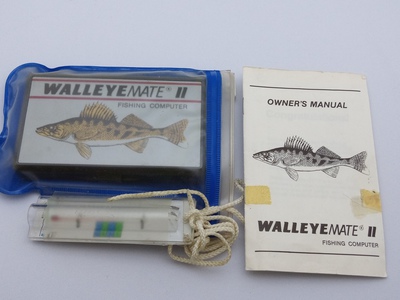 WALLEYEMATE® II
FISHING COMPUTER
OWNER'S MANUAL
WALLEYEMATE® II
FISHING COMPUTER